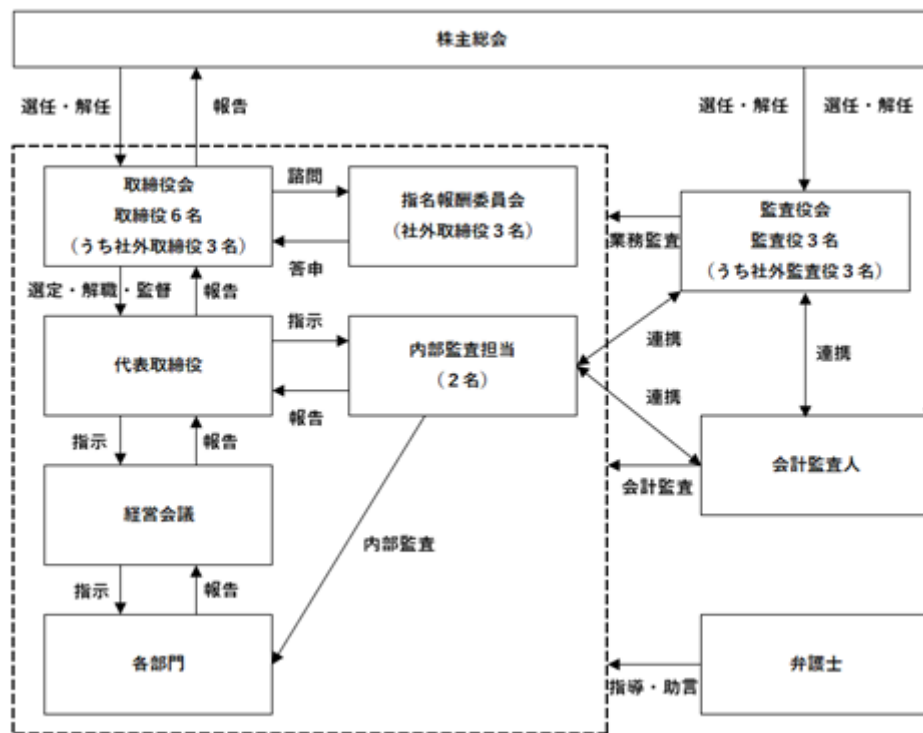 株主総会
選任・解任
報告
選任・解任
選任・解任
取締役会
取締役6名
（うち社外取締役3名）
諮問
答申
指名報酬委員会
（社外取締役3名）
業務監査
監査役会
監査役3名
（うち社外監査役3名）
選定・解職・監督
報告
代表取締役
指示
報告
内部監査担当
（2名）
連携
連携
連携
指示
報告
経営会議
内部監査
会計監査
会計監査人
指示
報告
各部門
指導・助言
弁護士